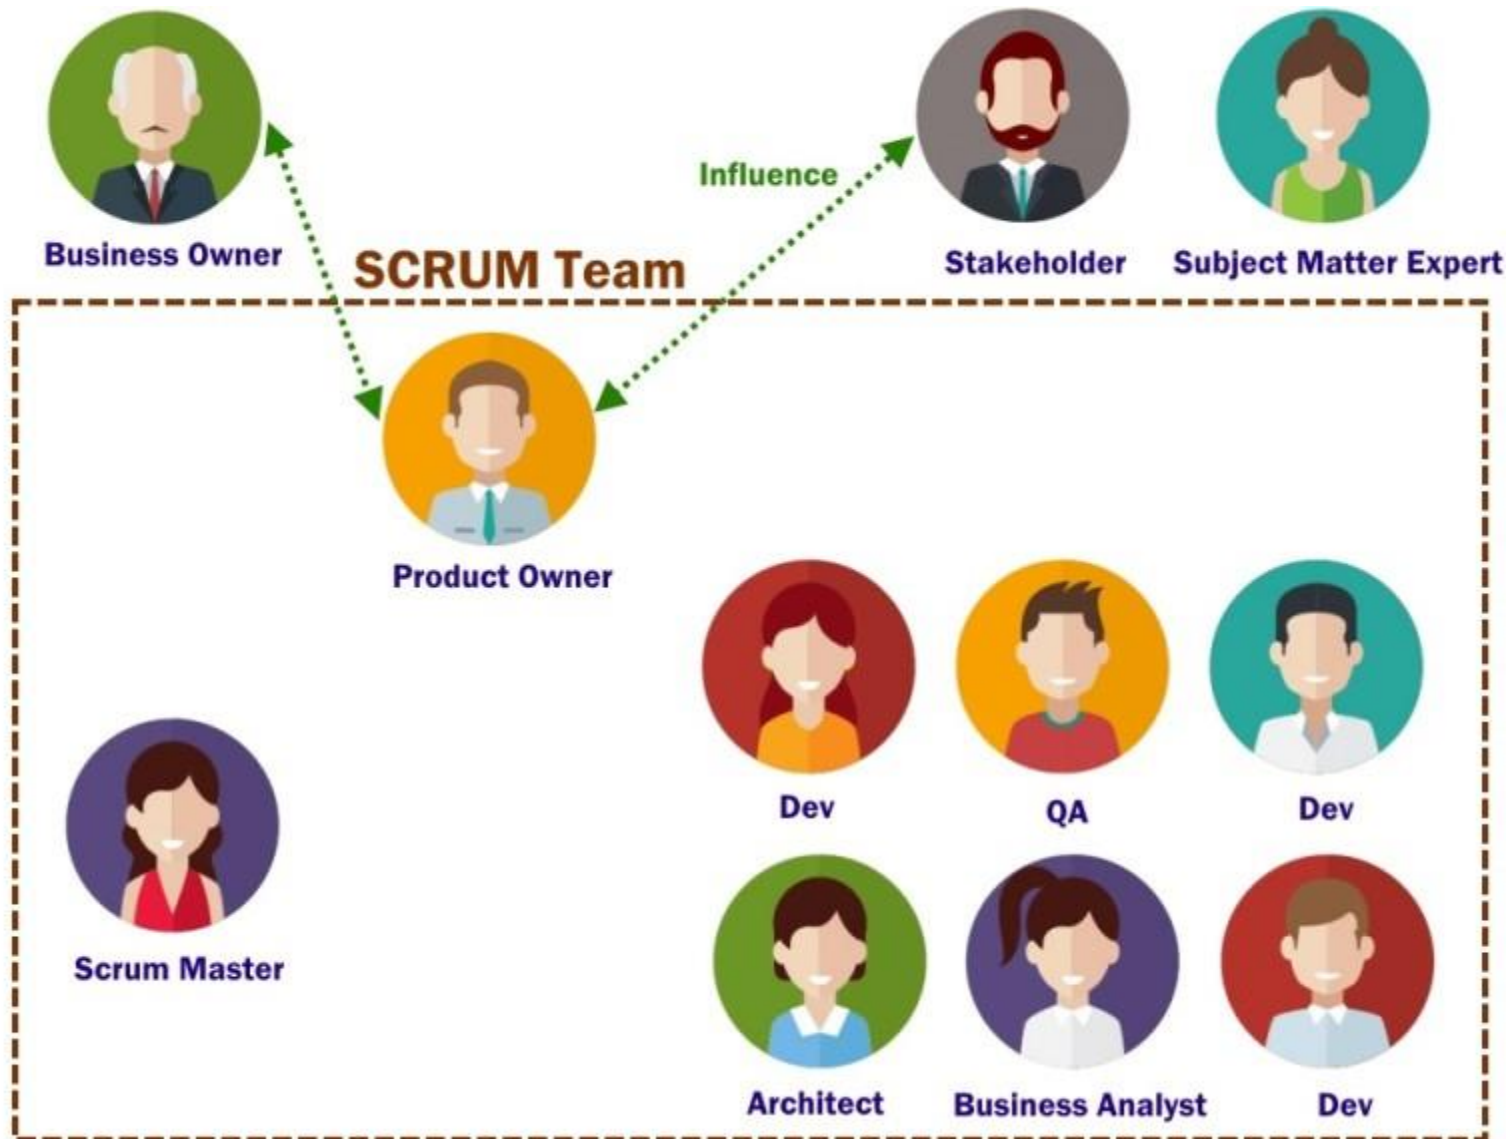 Influence
Business Owner
SCRUM Team
Stakeholder
Subject Matter Expert
Product Owner
Dev
QA
Dev
Scrum Master
Architect
Business Analyst
Dev